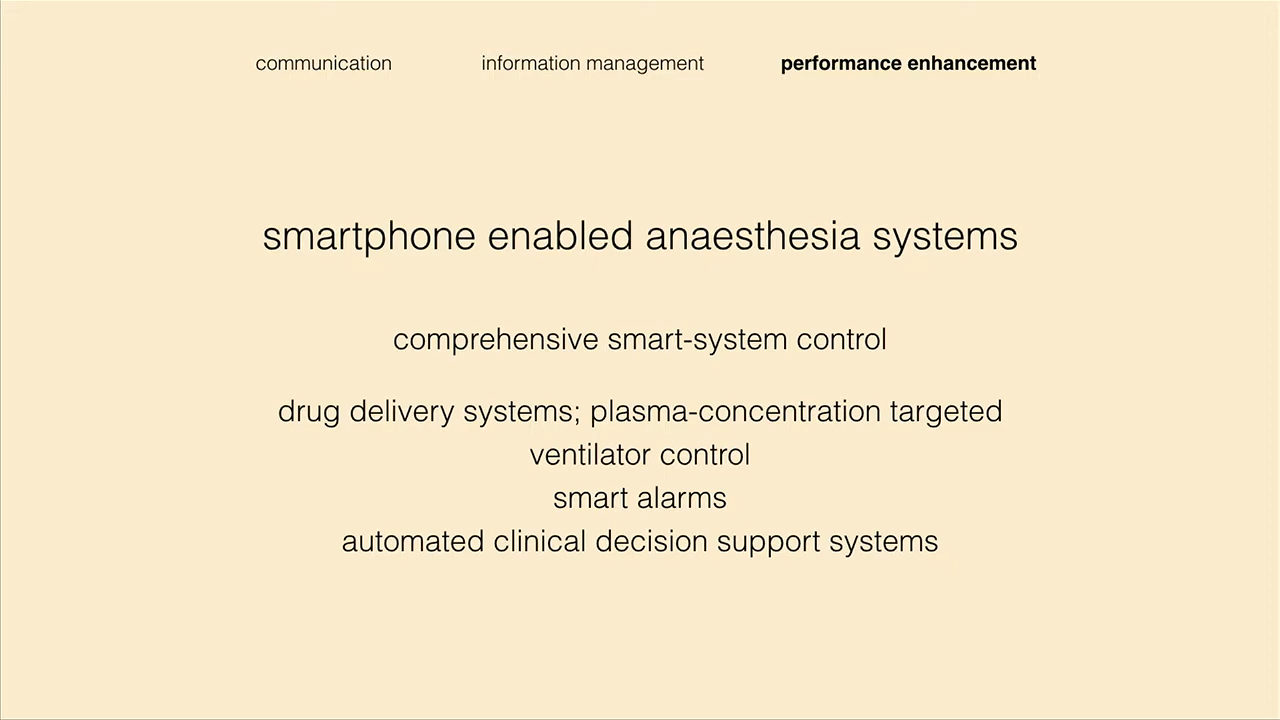 communication information management performance enhancement
smartphone enabled anaesthesia systems
comprehensive smart-system control
drug delivery systems; plasma-concentration targeted
ventilator control
smart alarms
automated clinical decision support systems